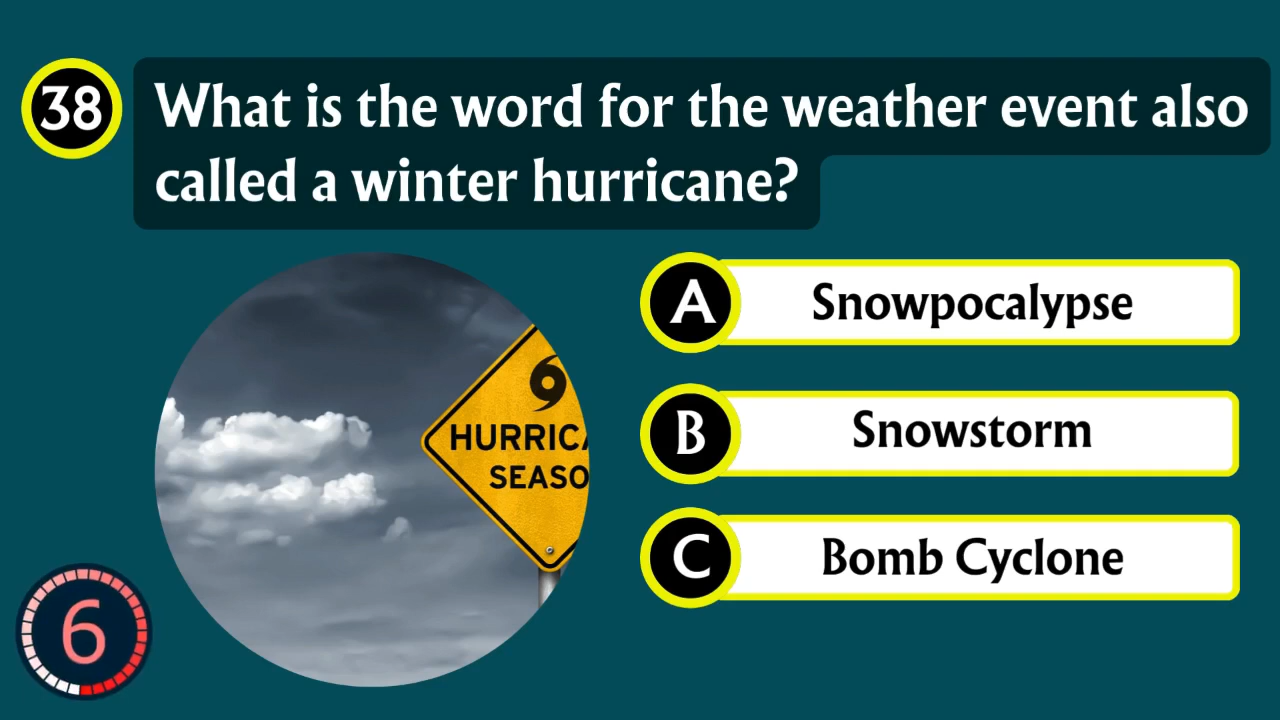 38
What is the word for the weather event also
called a winter hurricane?
HURRICA
SEASO
A
Snowpocalypse
B
Snowstorm
C
Bomb Cyclone
6